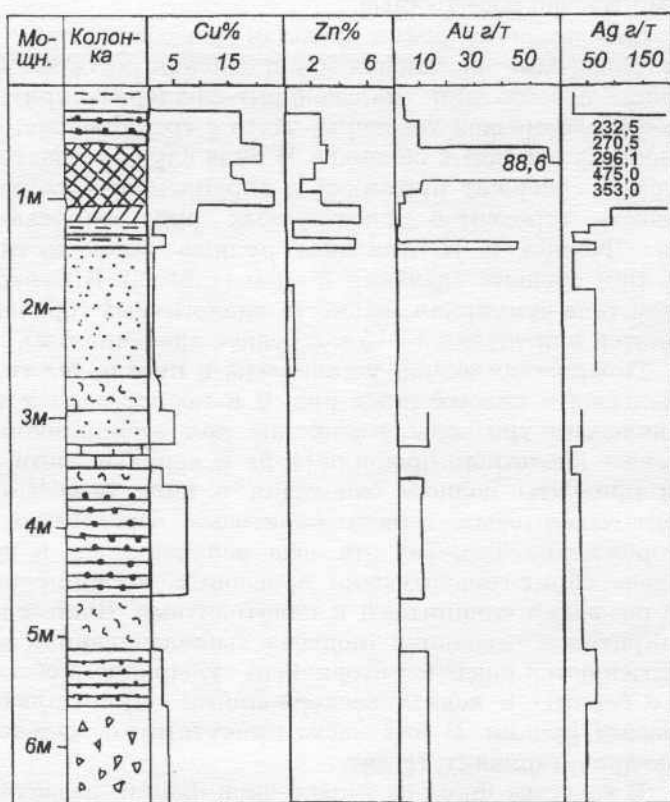 Мо-
щн.
Колон-
ка
Cu%
5 15
Zn%
2 6
Au г/т
10 50
Ag г/т
50 150
232,5
270,5
296,1
475,0
353,0
88,6
1м
2м
3м
4м
5м
6м